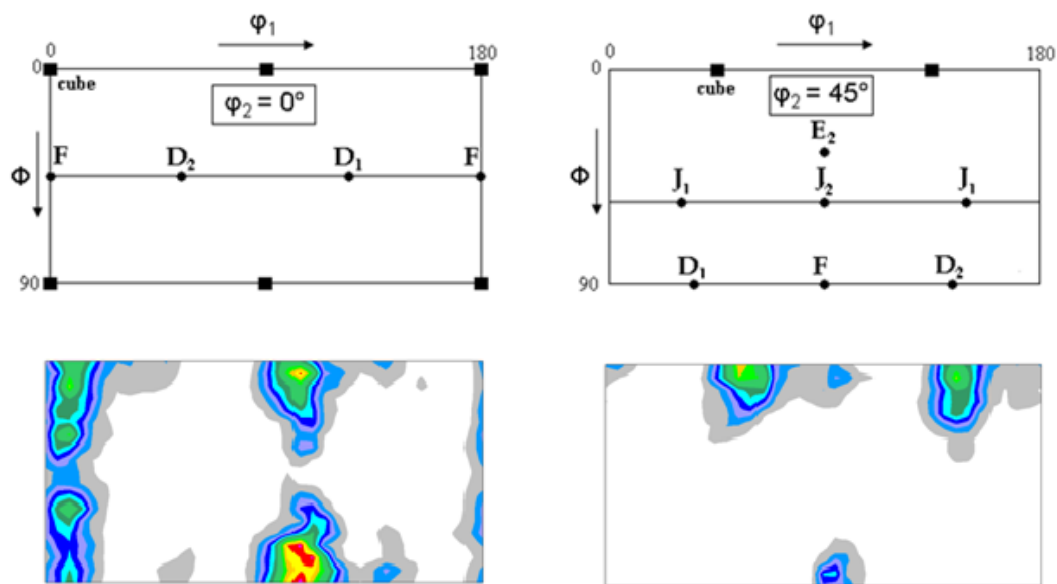 φ₁
0 180
0
cube
φ₂ = 0°
F D₂ D₁ F
Φ
90
φ₁
0 180
0
cube
φ₂ = 45°
E₂
Φ
J₁ J₂ J₁
D₁ F D₂
90